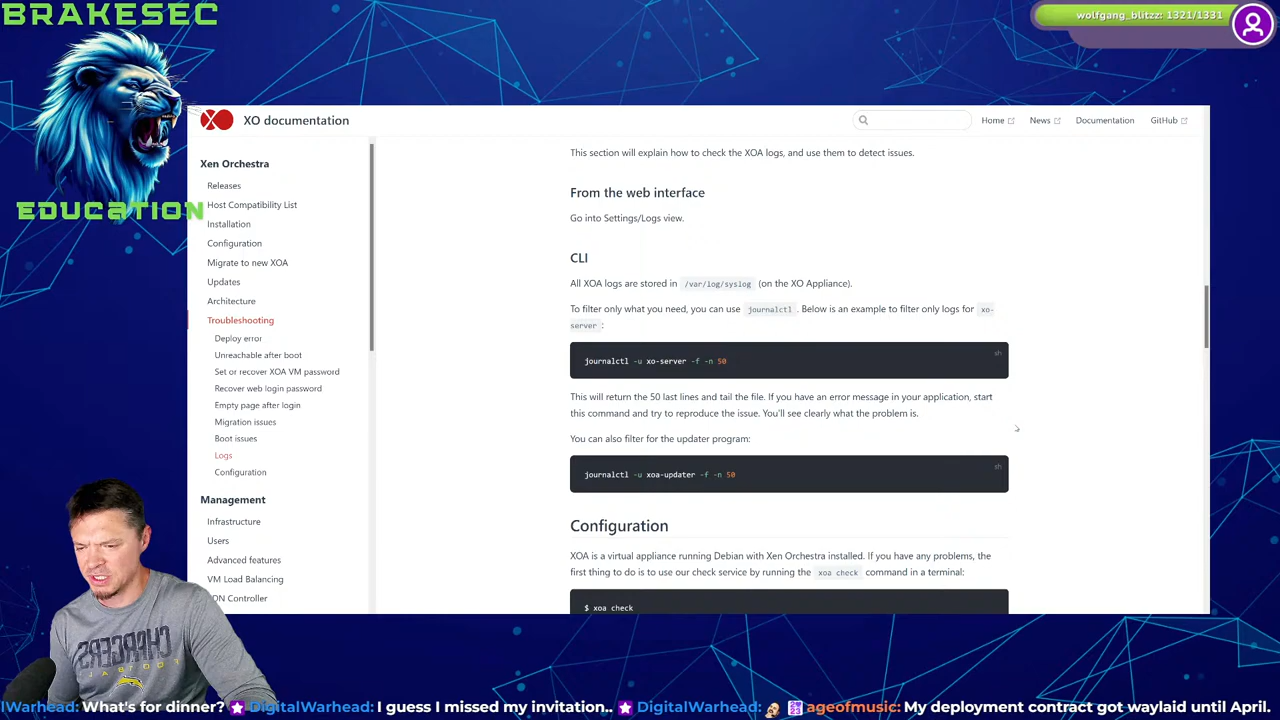 BRAKESEC
EDUCATION
wolfgang_blitzz: 1321/1331
XO documentation
Home
News
Documentation
GitHub
Xen Orchestra
Releases
Host Compatibility List
Installation
Configuration
Migrate to new XOA
Updates
Architecture
Troubleshooting
Deploy error
Unreachable after boot
Set or recover XOA VM password
Recover web login password
Empty page after login
Migration issues
Boot issues
Logs
Configuration
Management
Infrastructure
Users
Advanced features
VM Load Balancing
DN Controller
This section will explain how to check the XOA logs, and use them to detect issues.
From the web interface
Go into Settings/Logs view.
CLI
All XOA logs are stored in /var/log/syslog (on the XO Appliance).
To filter only what you need, you can use journalctl. Below is an example to filter only logs for xo-
server :
sh
journalctl -u xo-server -f -n 50
This will return the 50 last lines and tail the file. If you have an error message in your application, start
this command and try to reproduce the issue. You'll see clearly what the problem is.
You can also filter for the updater program:
sh
journalctl -u xoa-updater -f -n 50
Configuration
XOA is a virtual appliance running Debian with Xen Orchestra installed. If you have any problems, the
first thing to do is to use our check service by running the xoa check command in a terminal:
$ xoa check
CHARGERS
FOOTBALL
lWarhead: What's for dinner? DigitalWarhead: I guess I missed my invitation.. DigitalWarhead: ageofmusic: My deployment contract got waylaid until April.